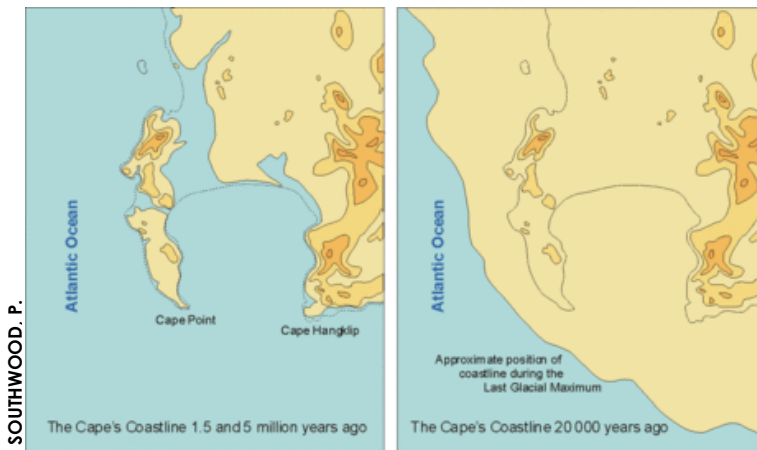 SOUTHWOOD. P.
Atlantic Ocean
Cape Point
Cape Hangklip
The Cape's Coastline 1.5 and 5 million years ago
Atlantic Ocean
Approximate position of
coastline during the
Last Glacial Maximum
The Cape's Coastline 20 000 years ago